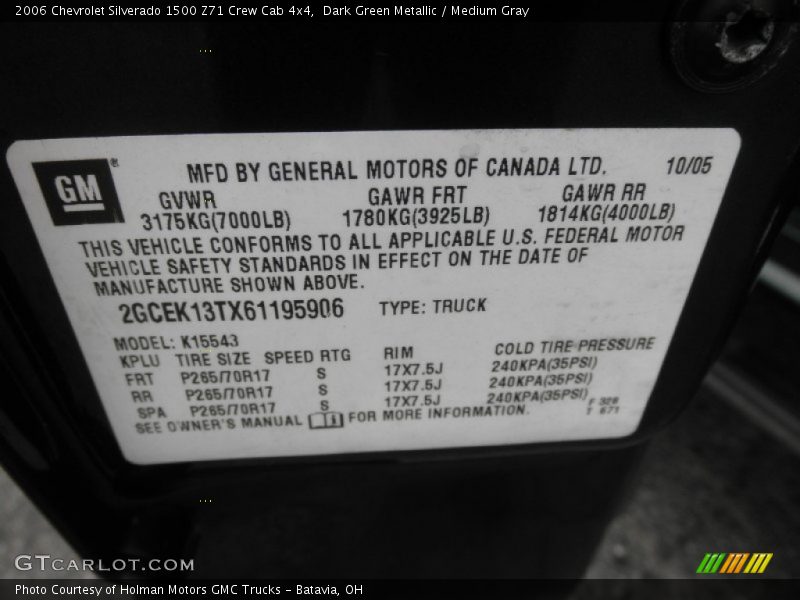 2006 Chevrolet Silverado 1500 Z71 Crew Cab 4x4, Dark Green Metallic / Medium Gray
GM®
MFD BY GENERAL MOTORS OF CANADA LTD. 10/05
GVWR GAWR FRT GAWR RR
3175KG(7000LB) 1780KG(3925LB) 1814KG(4000LB)
THIS VEHICLE CONFORMS TO ALL APPLICABLE U.S. FEDERAL MOTOR
VEHICLE SAFETY STANDARDS IN EFFECT ON THE DATE OF
MANUFACTURE SHOWN ABOVE.
2GCEK13TX61195906 TYPE: TRUCK
MODEL: K15543
KPLU TIRE SIZE SPEED RTG RIM COLD TIRE PRESSURE
FRT P265/70R17 S 17X7.5J 240KPA(35PSI)
RR P265/70R17 S 17X7.5J 240KPA(35PSI)
SPA P265/70R17 S 17X7.5J 240KPA(35PSI)
SEE OWNER'S MANUAL FOR MORE INFORMATION.
F 326
T 671
GTCARLOT.COM
Photo Courtesy of Holman Motors GMC Trucks - Batavia, OH